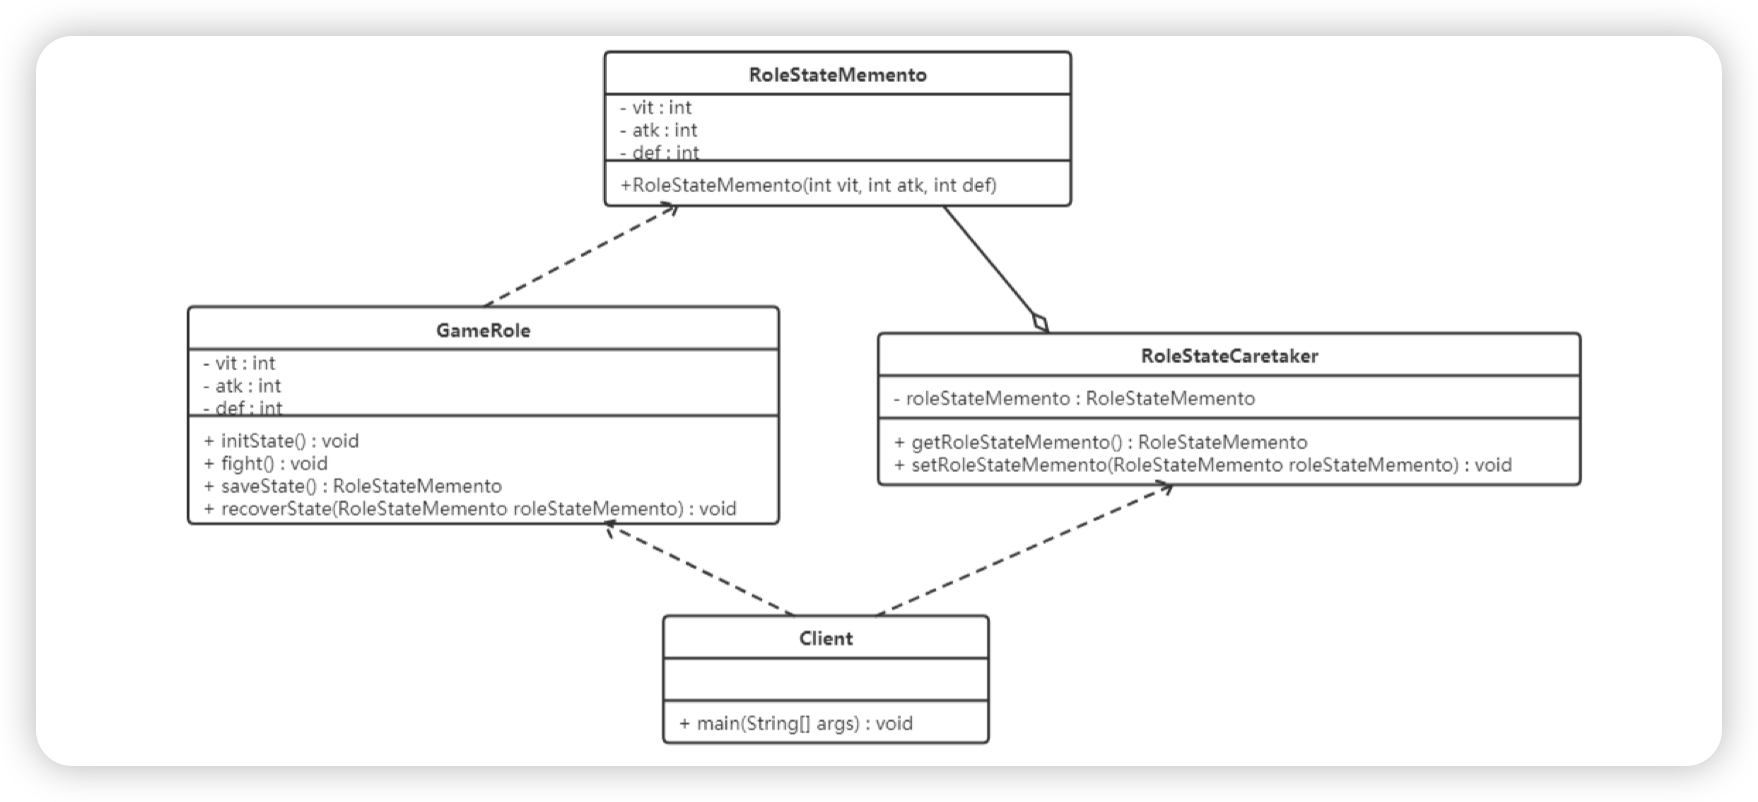 RoleStateMemento
- vit : int
- atk : int
- def : int
+RoleStateMemento(int vit, int atk, int def)
GameRole
- vit : int
- atk : int
- def : int
+ initState() : void
+ fight() : void
+ saveState() : RoleStateMemento
+ recoverState(RoleStateMemento roleStateMemento) : void
RoleStateCaretaker
- roleStateMemento : RoleStateMemento
+ getRoleStateMemento() : RoleStateMemento
+ setRoleStateMemento(RoleStateMemento roleStateMemento) : void
Client
+ main(String[] args) : void